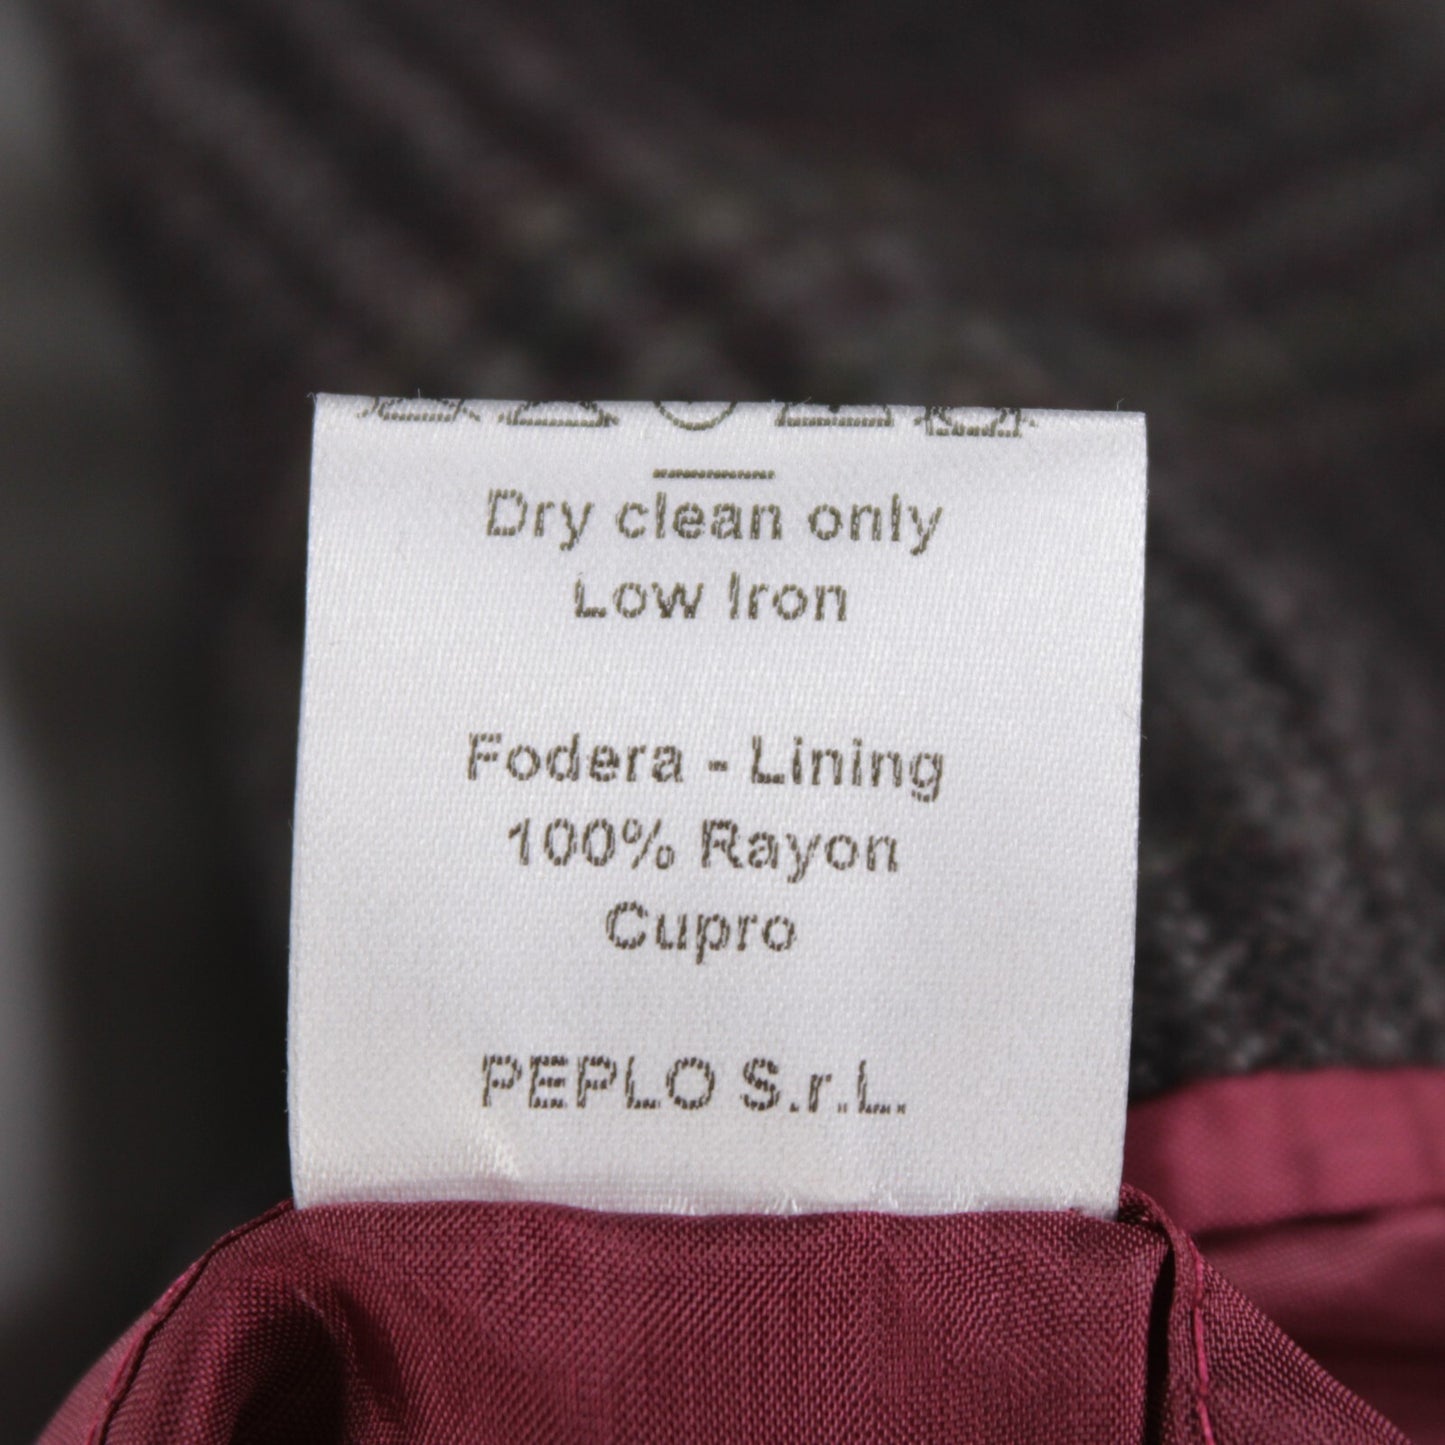 Dry clean only
Low Iron
Fodera - Lining
100% Rayon
Cupro
PEPLO S.r.L.